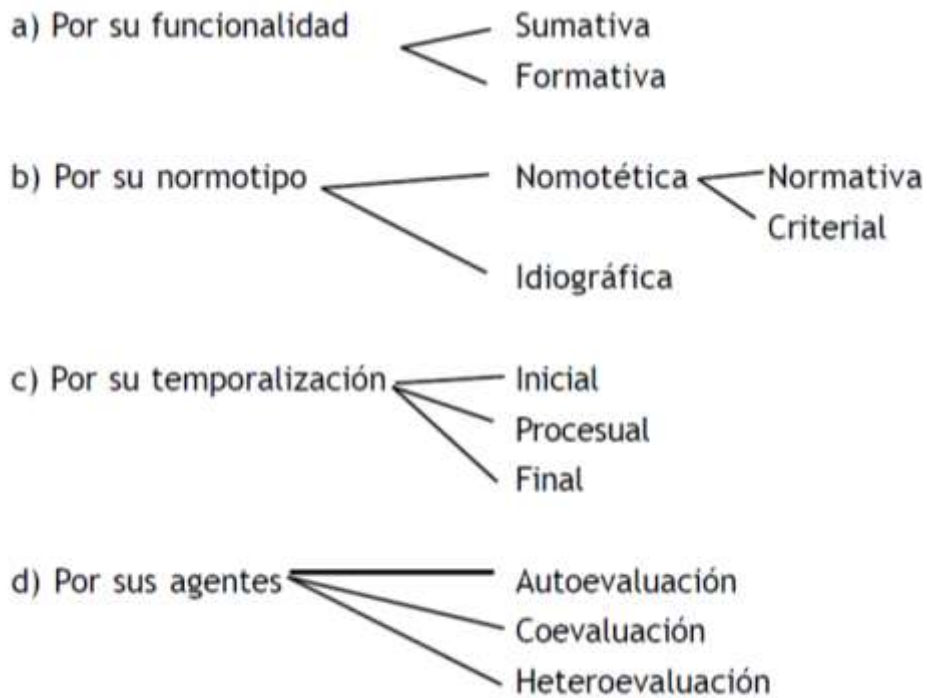 a) Por su funcionalidad Sumativa
Formativa
b) Por su normotipo Nomotética Normativa
Criterial
Idiográfica
c) Por su temporalización Inicial
Procesual
Final
d) Por sus agentes Autoevaluación
Coevaluación
Heteroevaluación